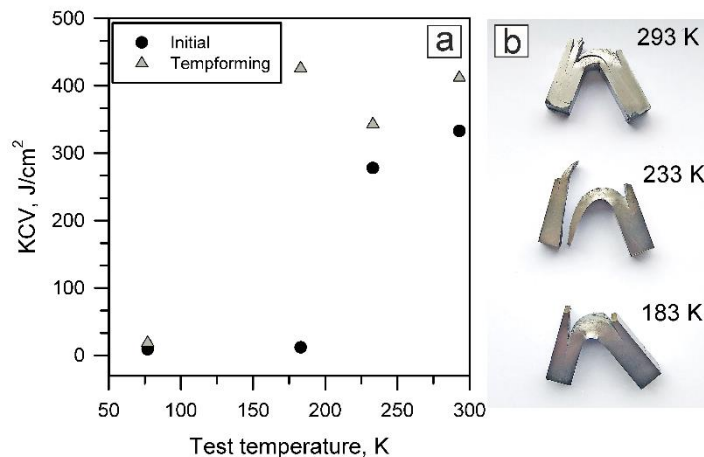 500
400
300
200
100
0
KCV, J/cm²
Initial
Tempforming
a
50
100
150
200
250
300
Test temperature, K
b
293 K
233 K
183 K